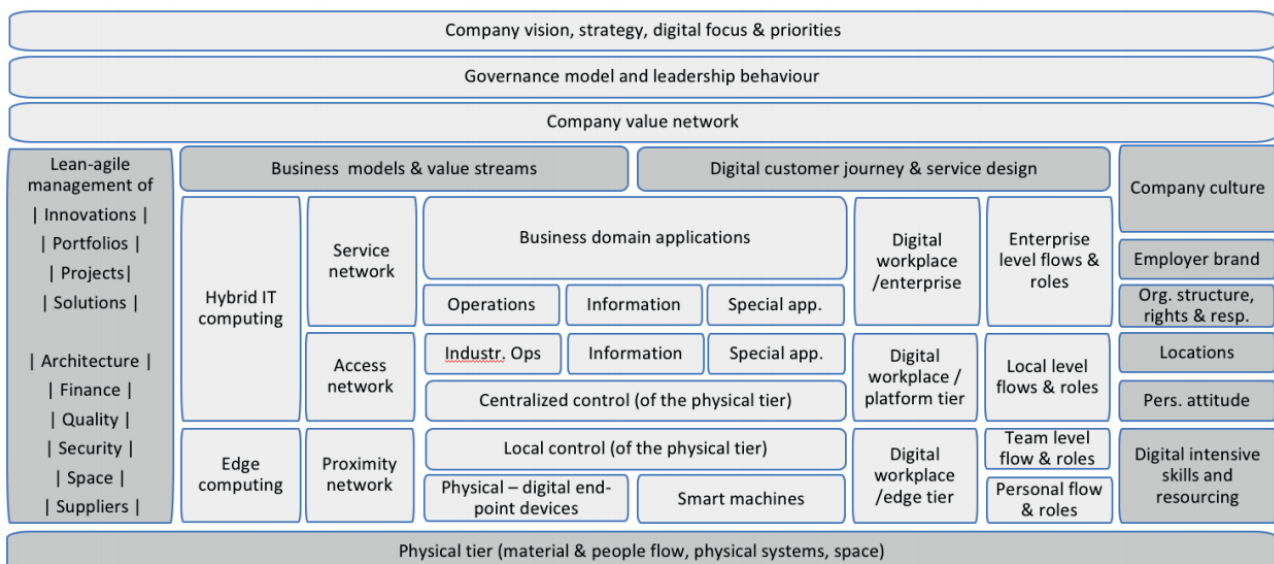 Company vision, strategy, digital focus & priorities
Governance model and leadership behaviour
Company value network
Lean-agile
management of
| Innovations |
| Portfolios |
| Projects|
| Solutions |
| Architecture |
| Finance |
| Quality |
| Security |
| Space |
| Suppliers |
Business models & value streams
Digital customer journey & service design
Hybrid IT
computing
Edge
computing
Service
network
Access
network
Proximity
network
Business domain applications
Operations
Information
Special app.
Industr. Ops
Information
Special app.
Centralized control (of the physical tier)
Local control (of the physical tier)
Physical – digital end-
point devices
Smart machines
Digital
workplace
/enterprise
Digital
workplace /
platform tier
Digital
workplace
/edge tier
Enterprise
level flows &
roles
Local level
flows & roles
Team level
flow & roles
Personal flow
& roles
Company culture
Employer brand
Org. structure,
rights & resp.
Locations
Pers. attitude
Digital intensive
skills and
resourcing
Physical tier (material & people flow, physical systems, space)